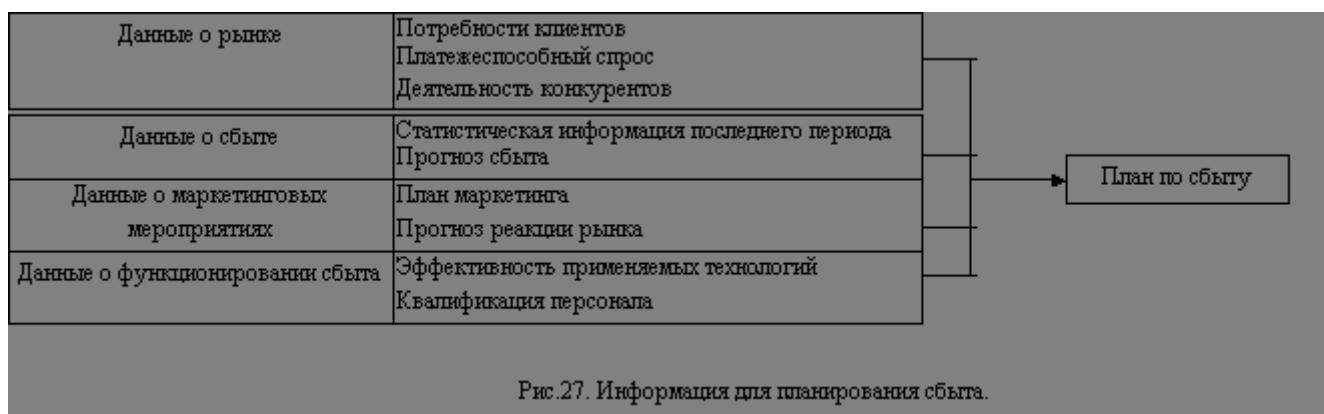 Данные о рынке
Потребности клиентов
Платежеспособный спрос
Деятельность конкурентов
Данные о сбыте
Статистическая информация последнего периода
Прогноз сбыта
Данные о маркетинговых
мероприятиях
План маркетинга
Прогноз реакции рынка
Данные о функционировании сбыта
Эффективность применяемых технологий
Квалификация персонала
План по сбыту
Рис.27. Информация для планирования сбыта.